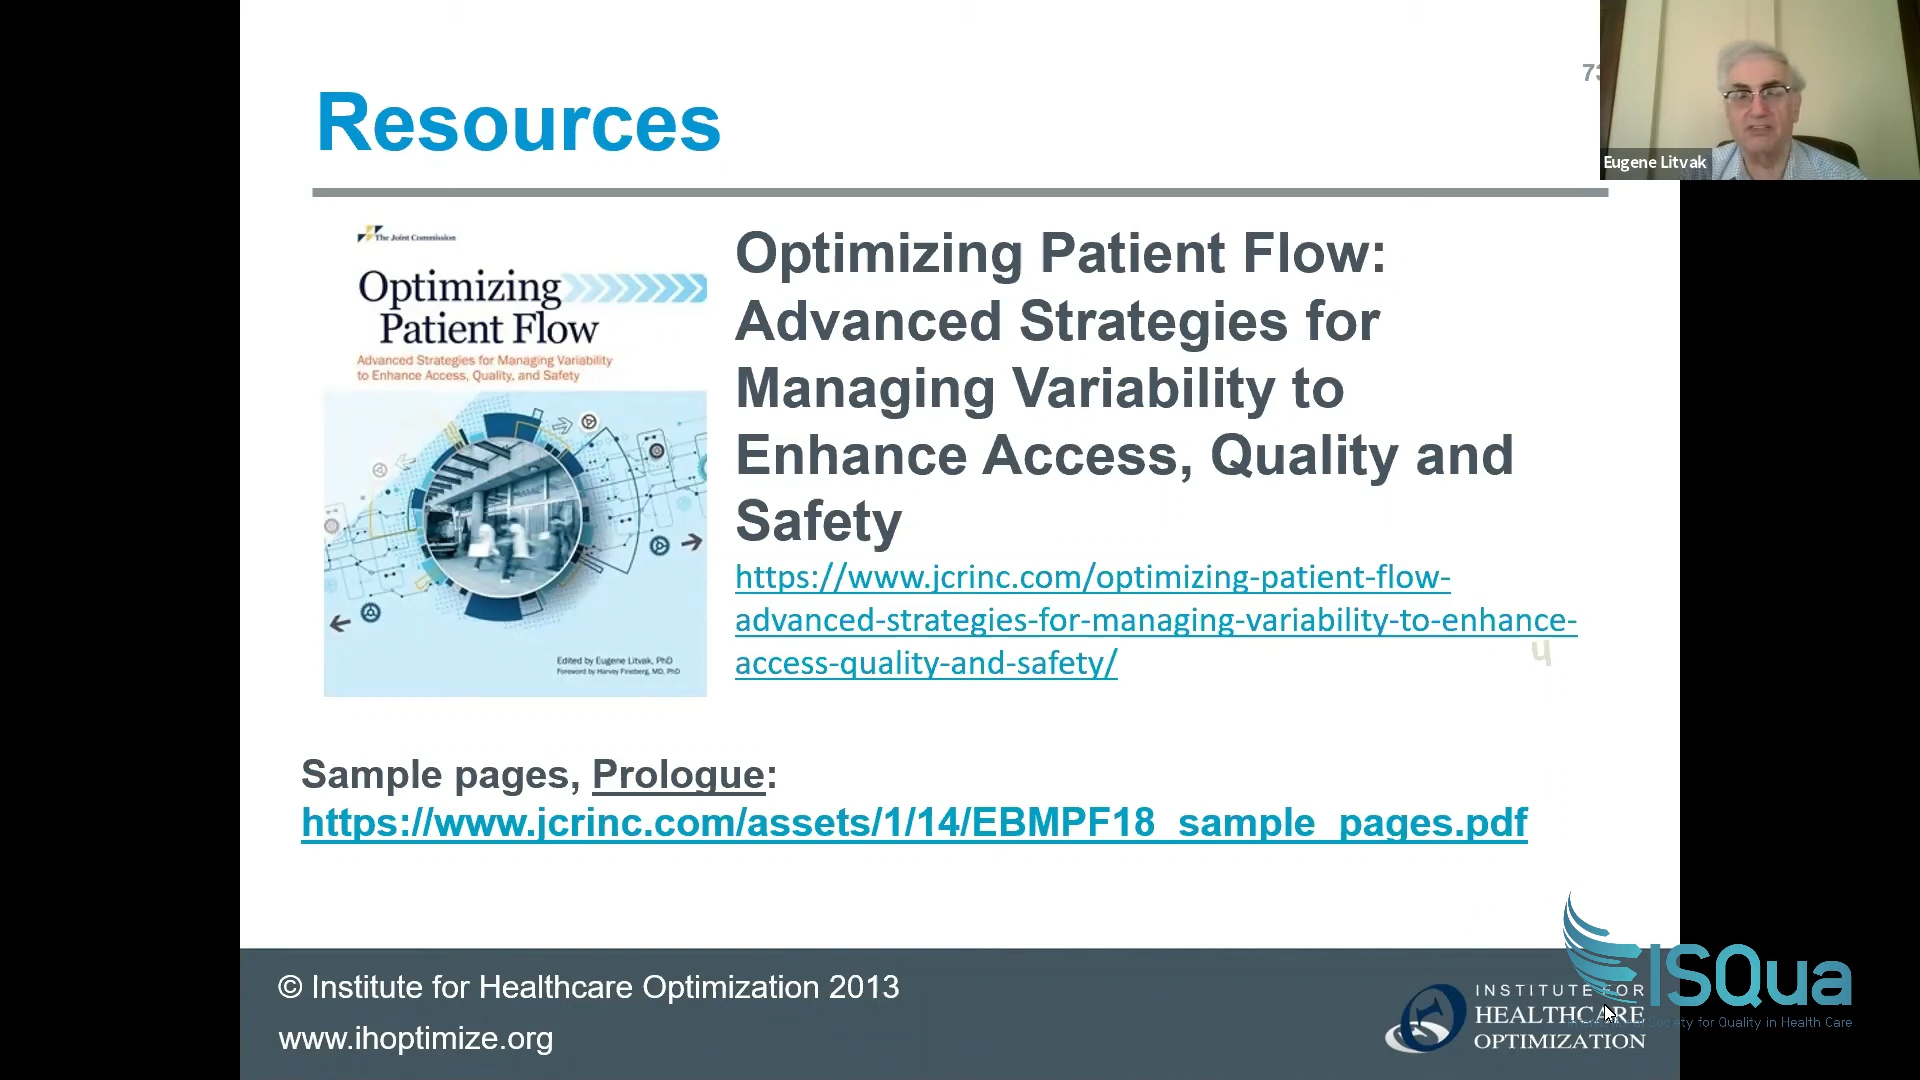 Resources
Eugene Litvak
The Joint Commission
Optimizing
Patient Flow
Advanced Strategies for Managing Variability
to Enhance Access, Quality, and Safety
Edited by Eugene Litvak, PhD
Foreword by Harvey Fineberg, MD, PhD
Optimizing Patient Flow:
Advanced Strategies for
Managing Variability to
Enhance Access, Quality and
Safety
https://www.jcrinc.com/optimizing-patient-flow-
advanced-strategies-for-managing-variability-to-enhance-
access-quality-and-safety/
Sample pages, Prologue:
https://www.jcrinc.com/assets/1/14/EBMPF18_sample_pages.pdf
© Institute for Healthcare Optimization 2013
www.ihoptimize.org
INSTITUTE FOR
HEALTHCARE
OPTIMIZATION
ISQua
Society for Quality in Health Care